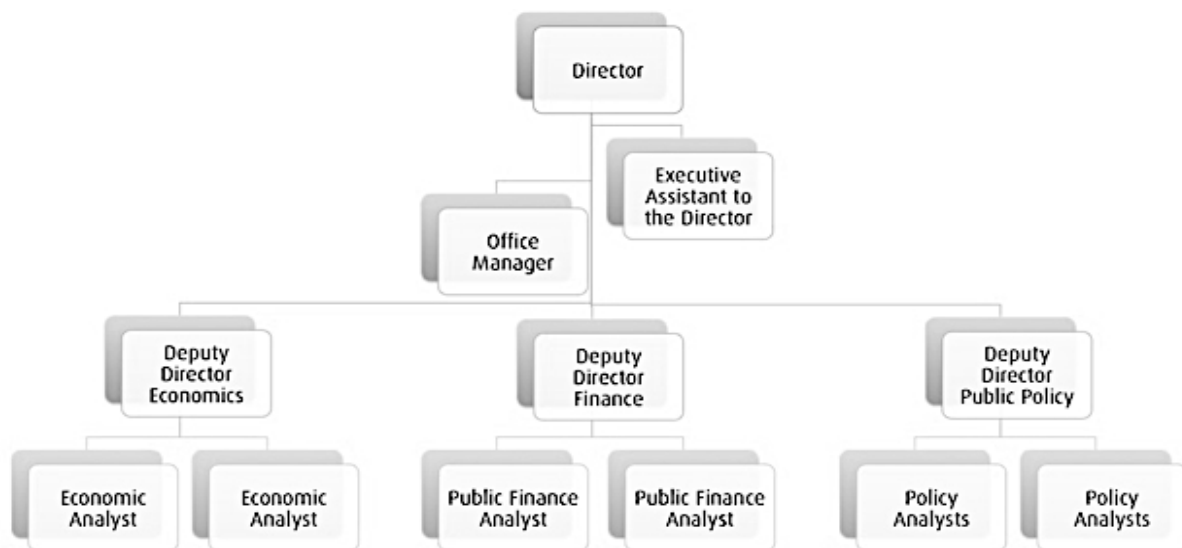 Director
Executive
Assistant to
the Director
Office
Manager
Deputy
Director
Economics
Deputy
Director
Finance
Deputy
Director
Public Policy
Economic
Analyst
Economic
Analyst
Public Finance
Analyst
Public Finance
Analyst
Policy
Analysts
Policy
Analysts